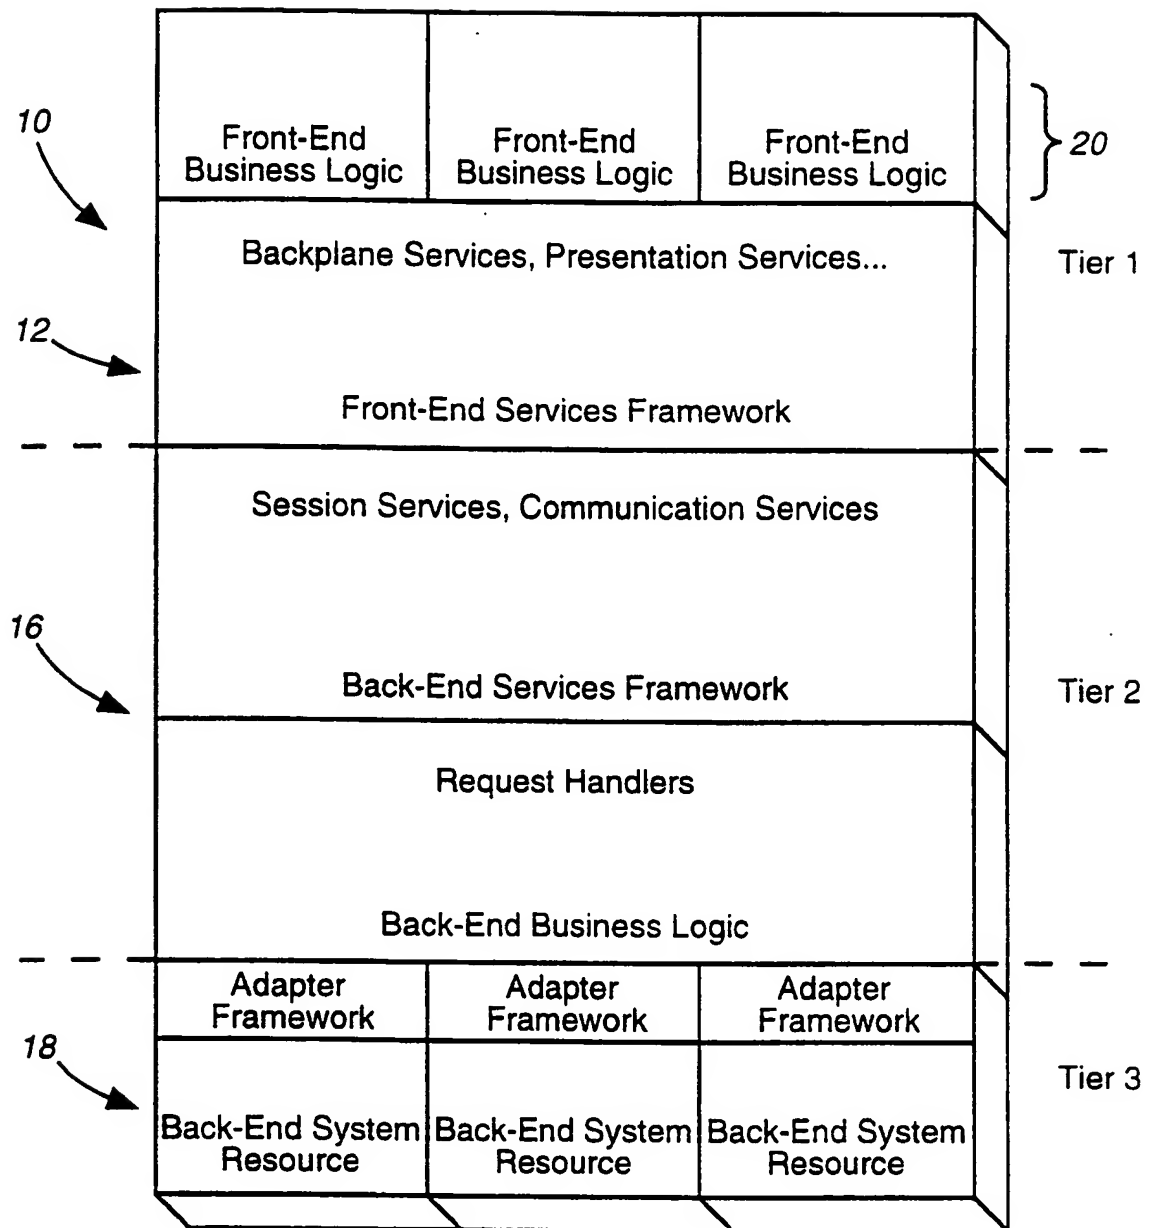 10
Front-End Business Logic
Front-End Business Logic
Front-End Business Logic
20
Backplane Services, Presentation Services...
Tier 1
12
Front-End Services Framework
Session Services, Communication Services
16
Back-End Services Framework
Tier 2
Request Handlers
Back-End Business Logic
Adapter Framework
Adapter Framework
Adapter Framework
18
Tier 3
Back-End System Resource
Back-End System Resource
Back-End System Resource